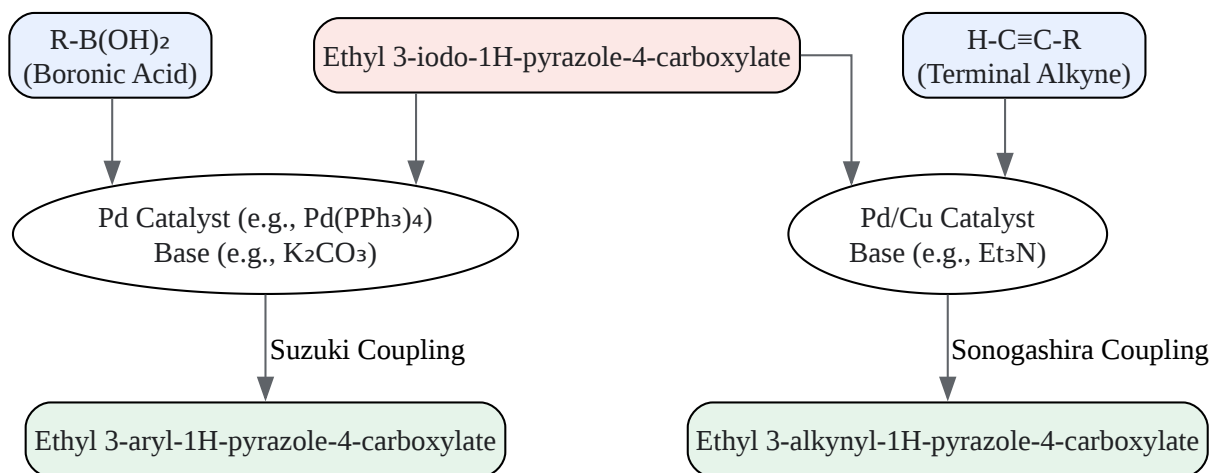 R-B(OH)₂
(Boronic Acid)
Ethyl 3-iodo-1H-pyrazole-4-carboxylate
H-C≡C-R
(Terminal Alkyne)
Pd Catalyst (e.g., Pd(PPh₃)₄)
Base (e.g., K₂CO₃)
Pd/Cu Catalyst
Base (e.g., Et₃N)
Suzuki Coupling
Sonogashira Coupling
Ethyl 3-aryl-1H-pyrazole-4-carboxylate
Ethyl 3-alkynyl-1H-pyrazole-4-carboxylate